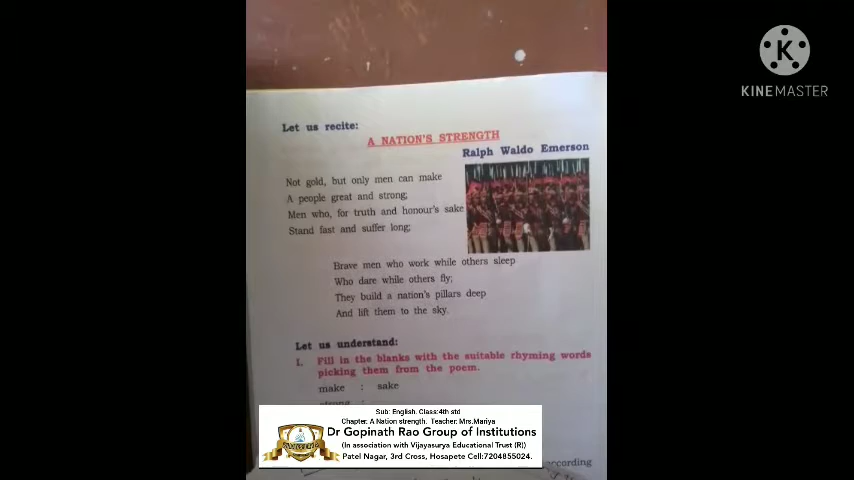 KINEMASTER
Let us recite:
A NATION'S STRENGTH
Ralph Waldo Emerson
Not gold, but only men can make
A people great and strong;
Men who, for truth and honour's sake
Stand fast and suffer long;
Brave men who work while others sleep
Who dare while others fly;
They build a nation's pillars deep
And lift them to the sky.
Let us understand:
I. Fill in the blanks with the suitable rhyming words
picking them from the poem.
make : sake
strong :
Sub: English. Class:4th std
Chapter: A Nation strength. Teacher: Mrs.Mariya
Dr Gopinath Rao Group of Institutions
(In association with Vijayasurya Educational Trust (R))
Patel Nagar, 3rd Cross, Hosapete Cell:7204855024.
according